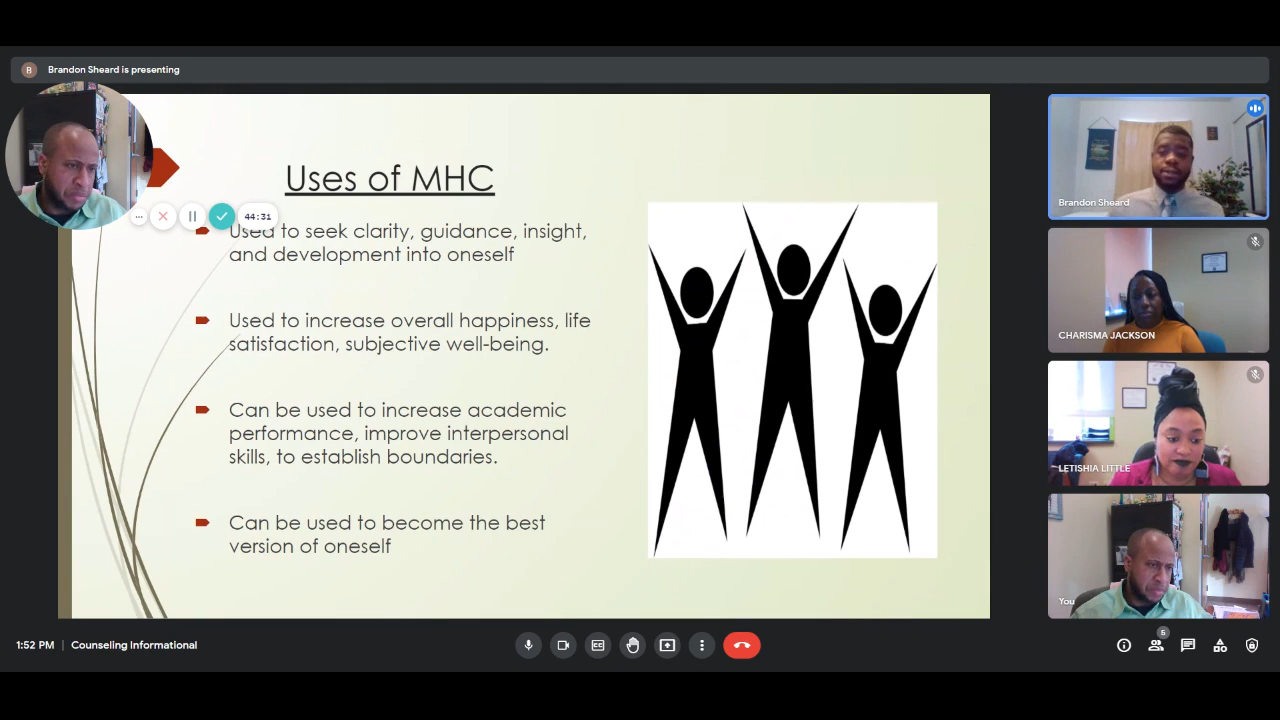 B Brandon Sheard is presenting
Uses of MHC
44:31
Used to seek clarity, guidance, insight,
and development into oneself
Used to increase overall happiness, life
satisfaction, subjective well-being.
Can be used to increase academic
performance, improve interpersonal
skills, to establish boundaries.
Can be used to become the best
version of oneself
Brandon Sheard
CHARISMA JACKSON
LETISHIA LITTLE
You
1:52 PM | Counseling Informational
5